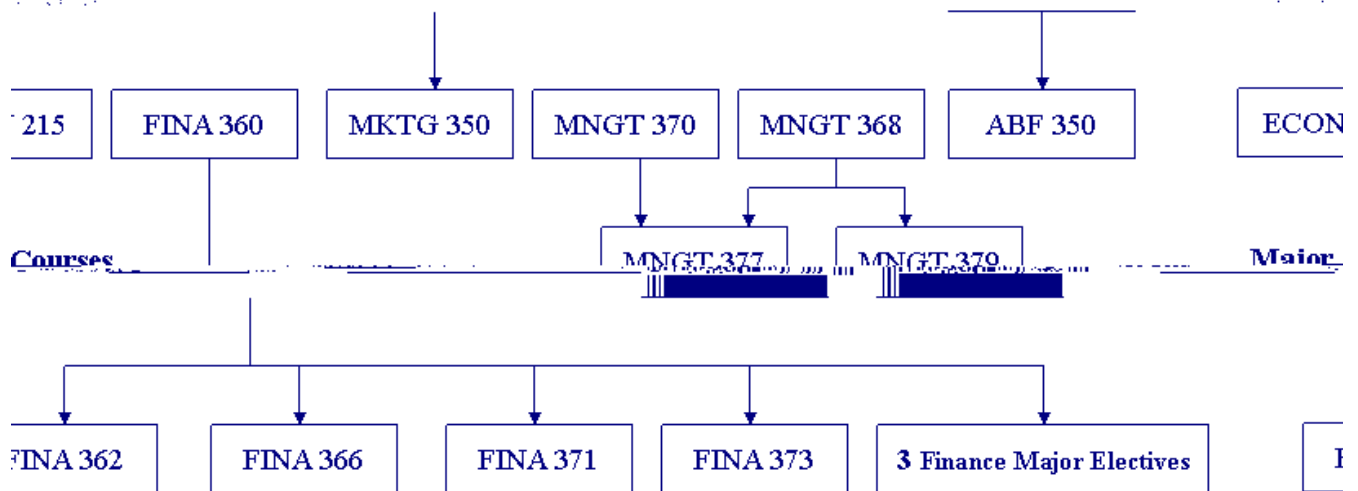 215 FINA 360 MKTG 350 MNGT 370 MNGT 368 ABF 350 ECON
Courses MNGT 377 MNGT 379 Major
FINA 362 FINA 366 FINA 371 FINA 373 3 Finance Major Electives